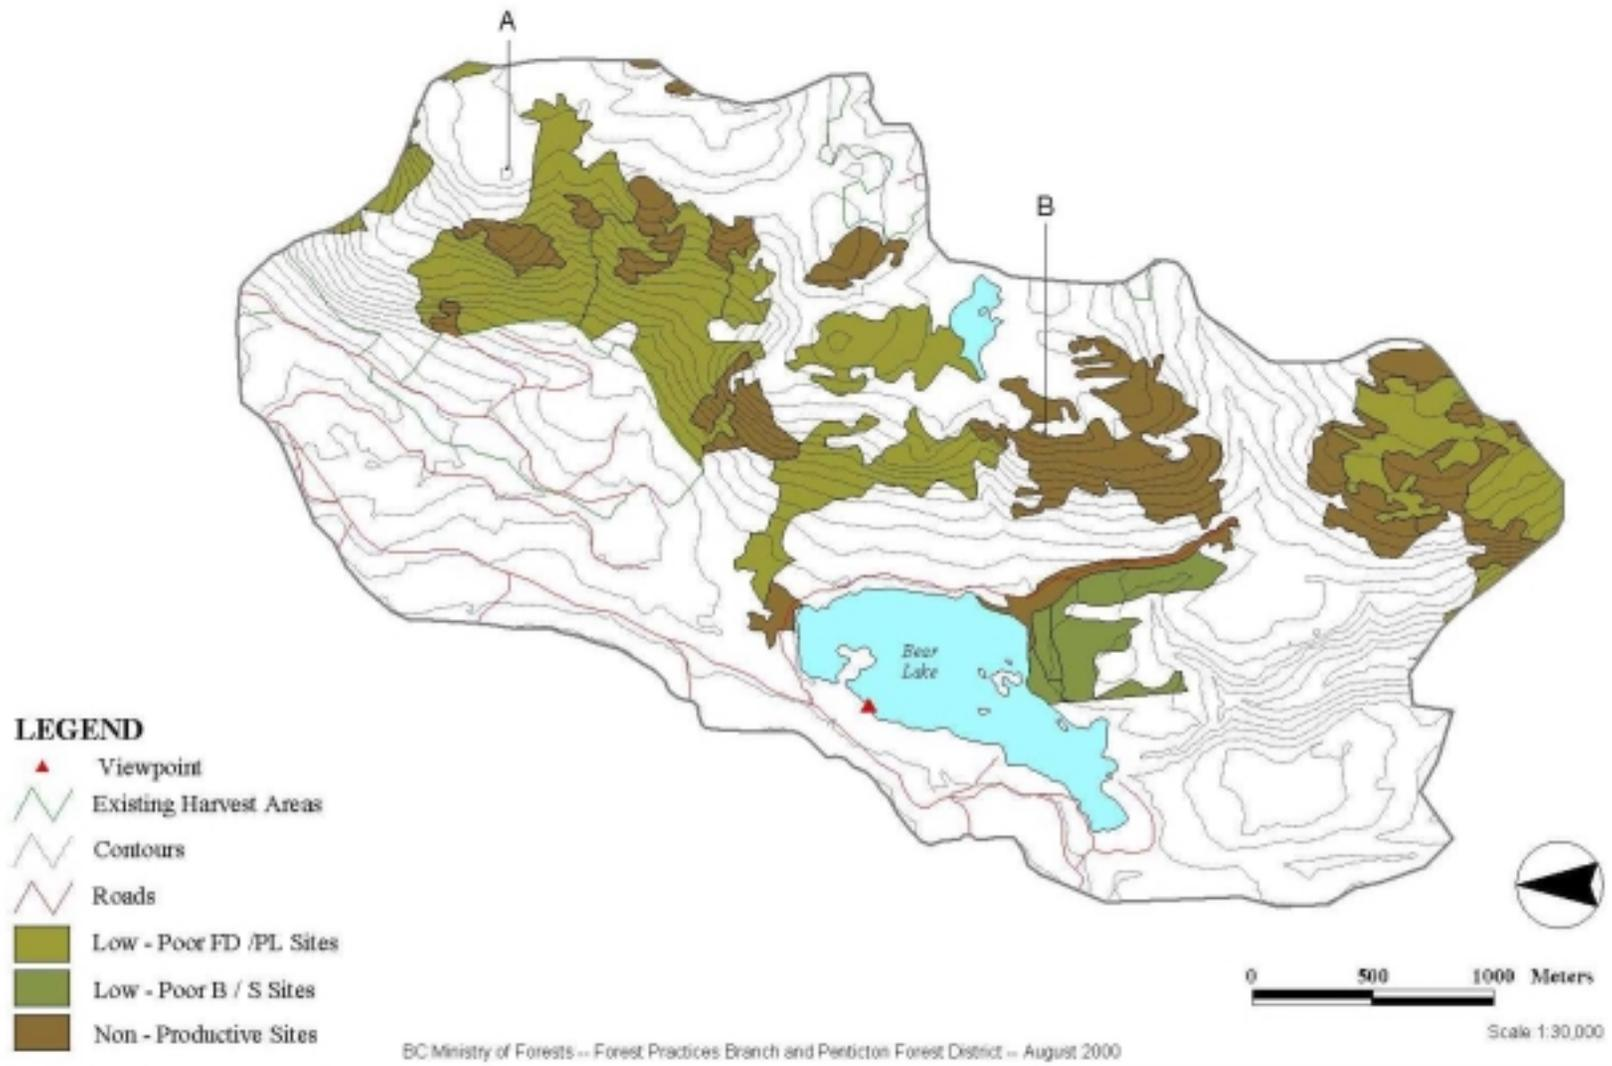 A
B
Bear
Lake
LEGEND
Viewpoint
Existing Harvest Areas
Contours
Roads
Low - Poor FD /PL Sites
Low - Poor B / S Sites
Non - Productive Sites
0 500 1000 Meters
Scale 1:30,000
BC Ministry of Forests -- Forest Practices Branch and Penticton Forest District -- August 2000